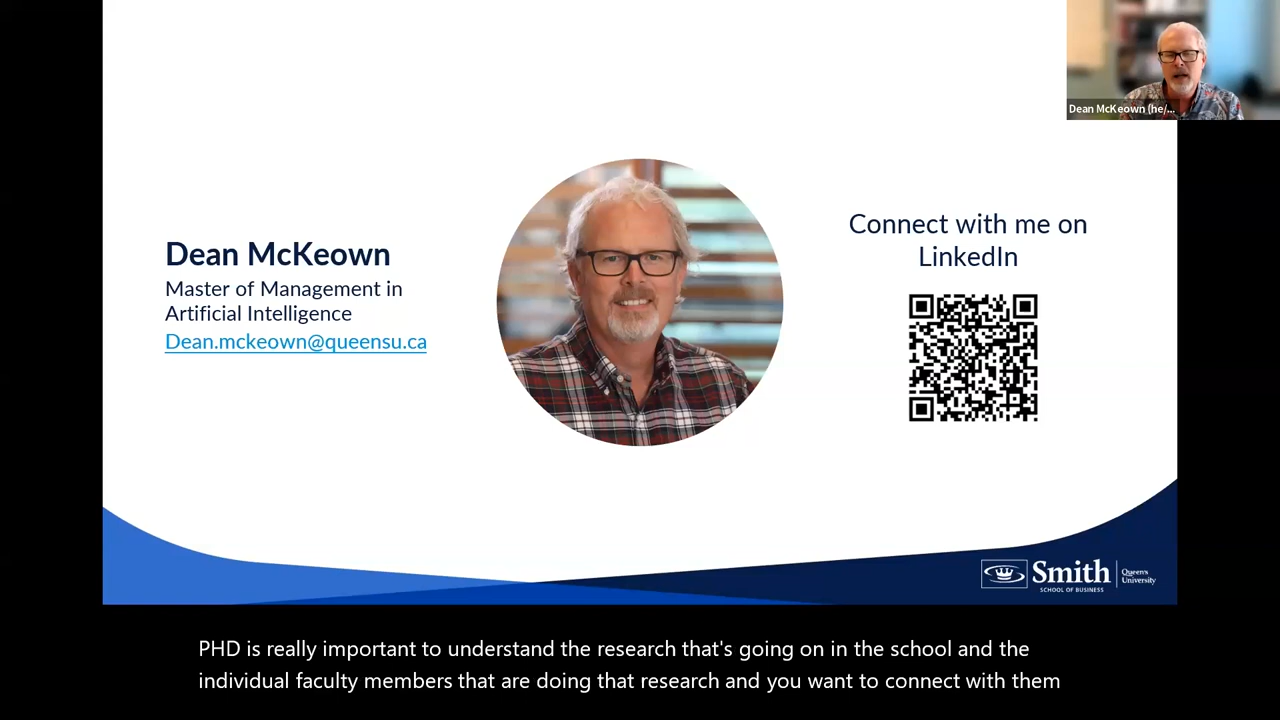 Dean McKeown (he/...
Connect with me on
LinkedIn
Dean McKeown
Master of Management in
Artificial Intelligence
Dean.mckeown@queensu.ca
Smith
SCHOOL OF BUSINESS
Queen's
University
PHD is really important to understand the research that's going on in the school and the
individual faculty members that are doing that research and you want to connect with them